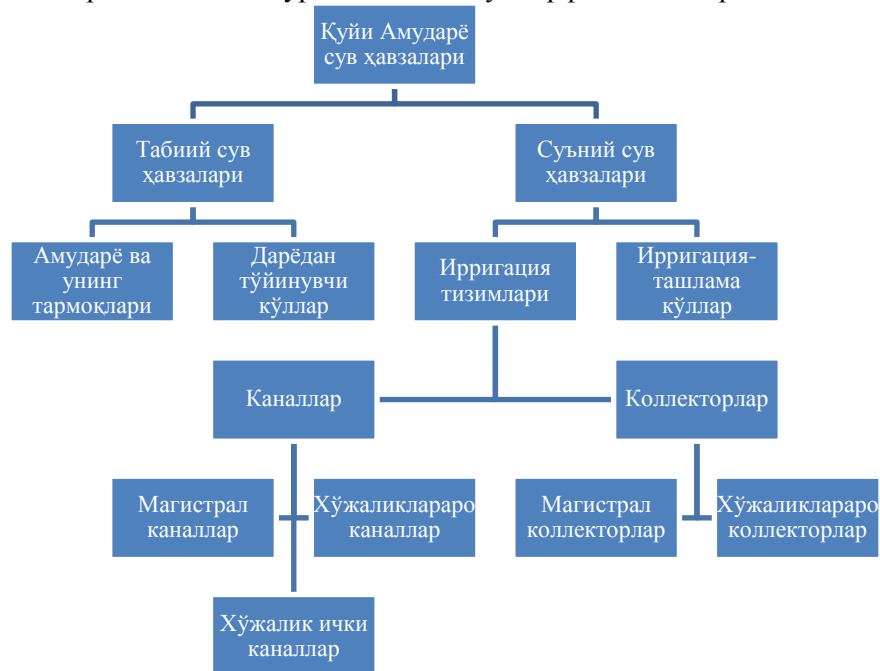 Қуйи Амударё
сув ҳавзалари
Табиий сув
ҳавзалари
Суъний сув
ҳавзалари
Амударё ва
унинг
тармоқлари
Дарёдан
тўйинувчи
кўллар
Ирригация
тизимлари
Ирригация-
ташлама
кўллар
Каналлар
Коллекторлар
Магистрал
каналлар
Хўжаликлараро
каналлар
Магистрал
коллекторлар
Хўжаликлараро
коллекторлар
Хўжалик ички
каналлар